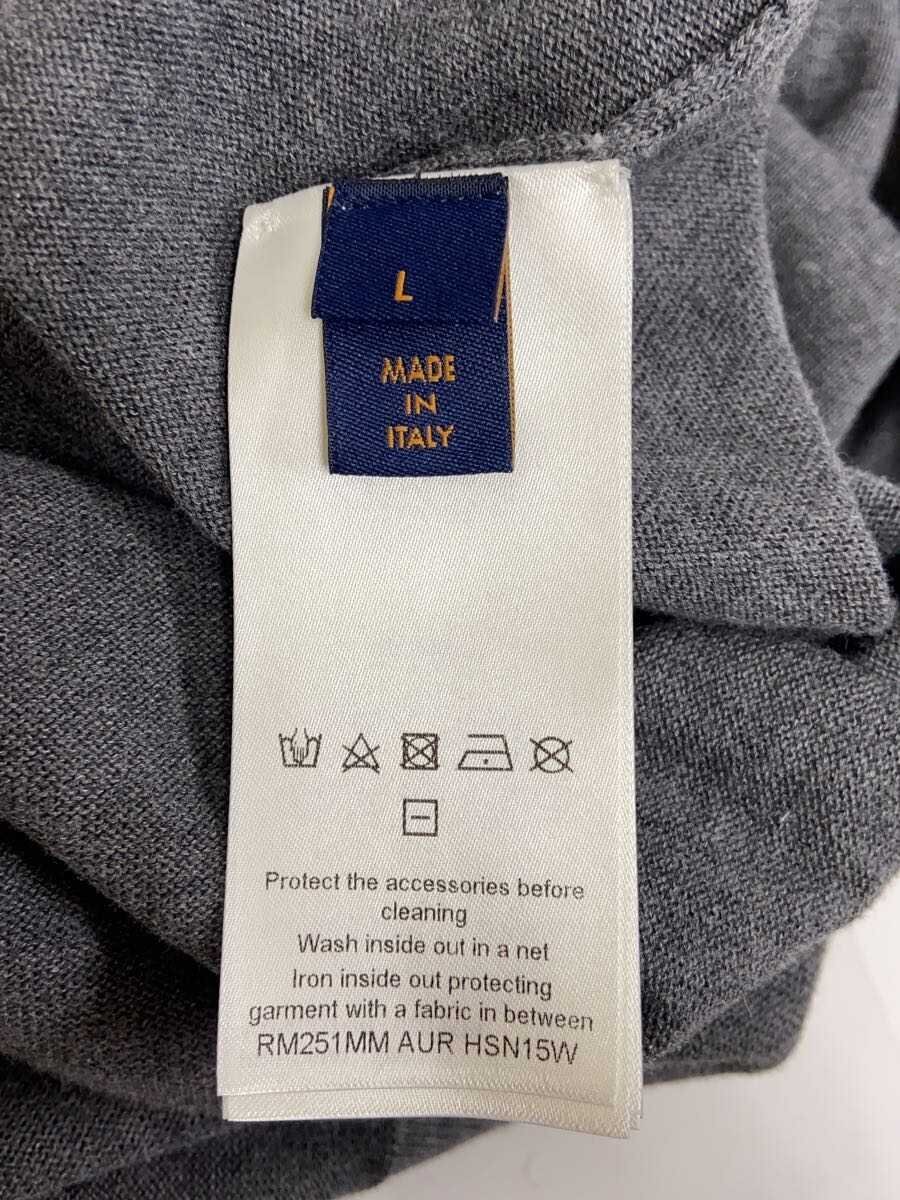 L
MADE
IN
ITALY
Protect the accessories before
cleaning
Wash inside out in a net
Iron inside out protecting
garment with a fabric in between
RM251MM AUR HSN15W